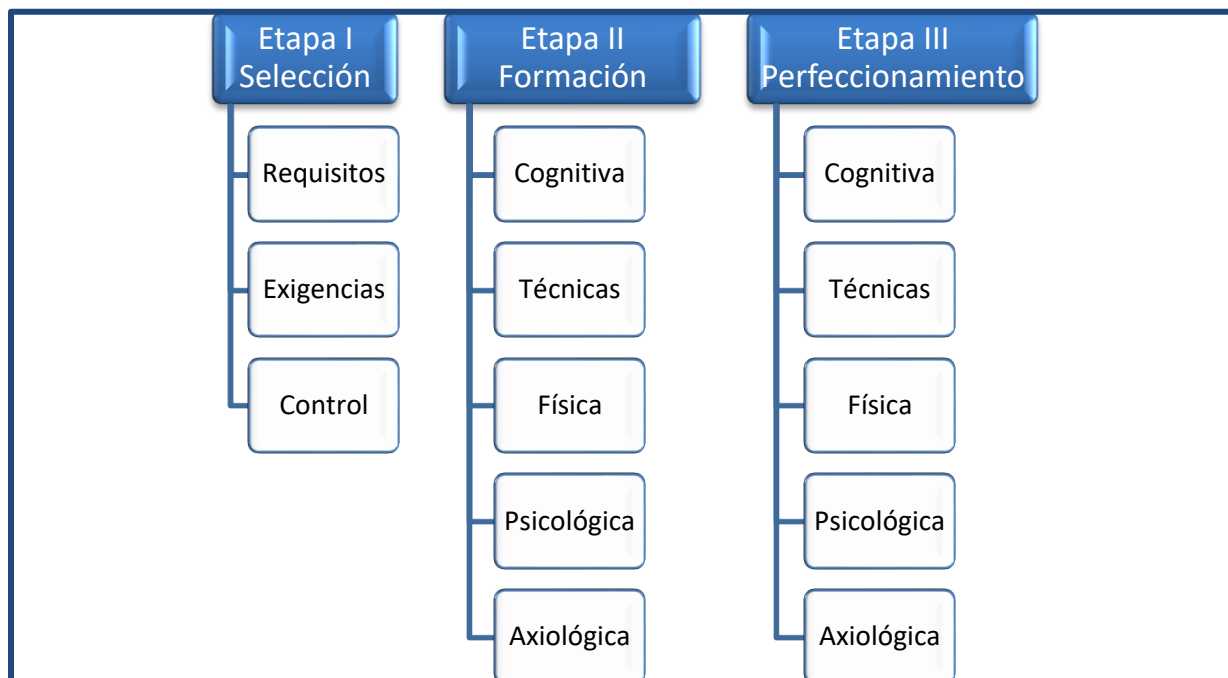 Etapa I
Selección
Requisitos
Exigencias
Control
Etapa II
Formación
Cognitiva
Técnicas
Física
Psicológica
Axiológica
Etapa III
Perfeccionamiento
Cognitiva
Técnicas
Física
Psicológica
Axiológica